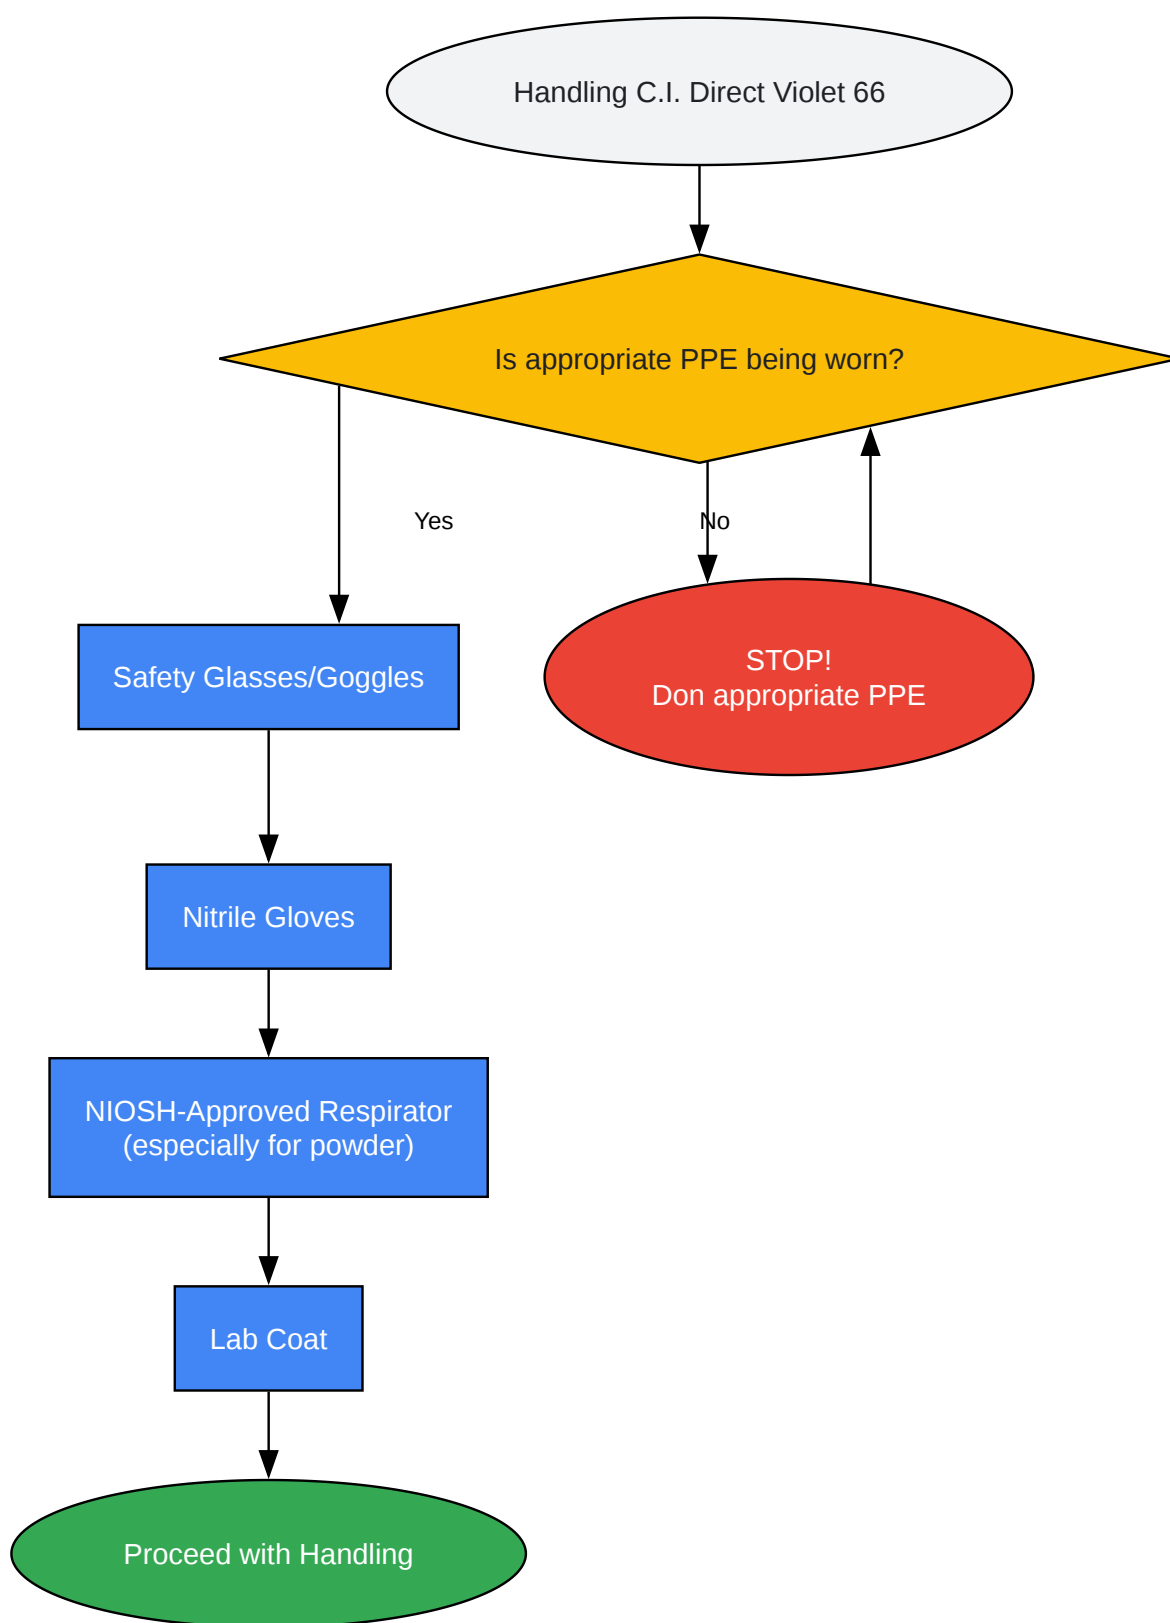 Handling C.I. Direct Violet 66
Is appropriate PPE being worn?
Yes
No
Safety Glasses/Goggles
STOP!
Don appropriate PPE
Nitrile Gloves
NIOSH-Approved Respirator
(especially for powder)
Lab Coat
Proceed with Handling